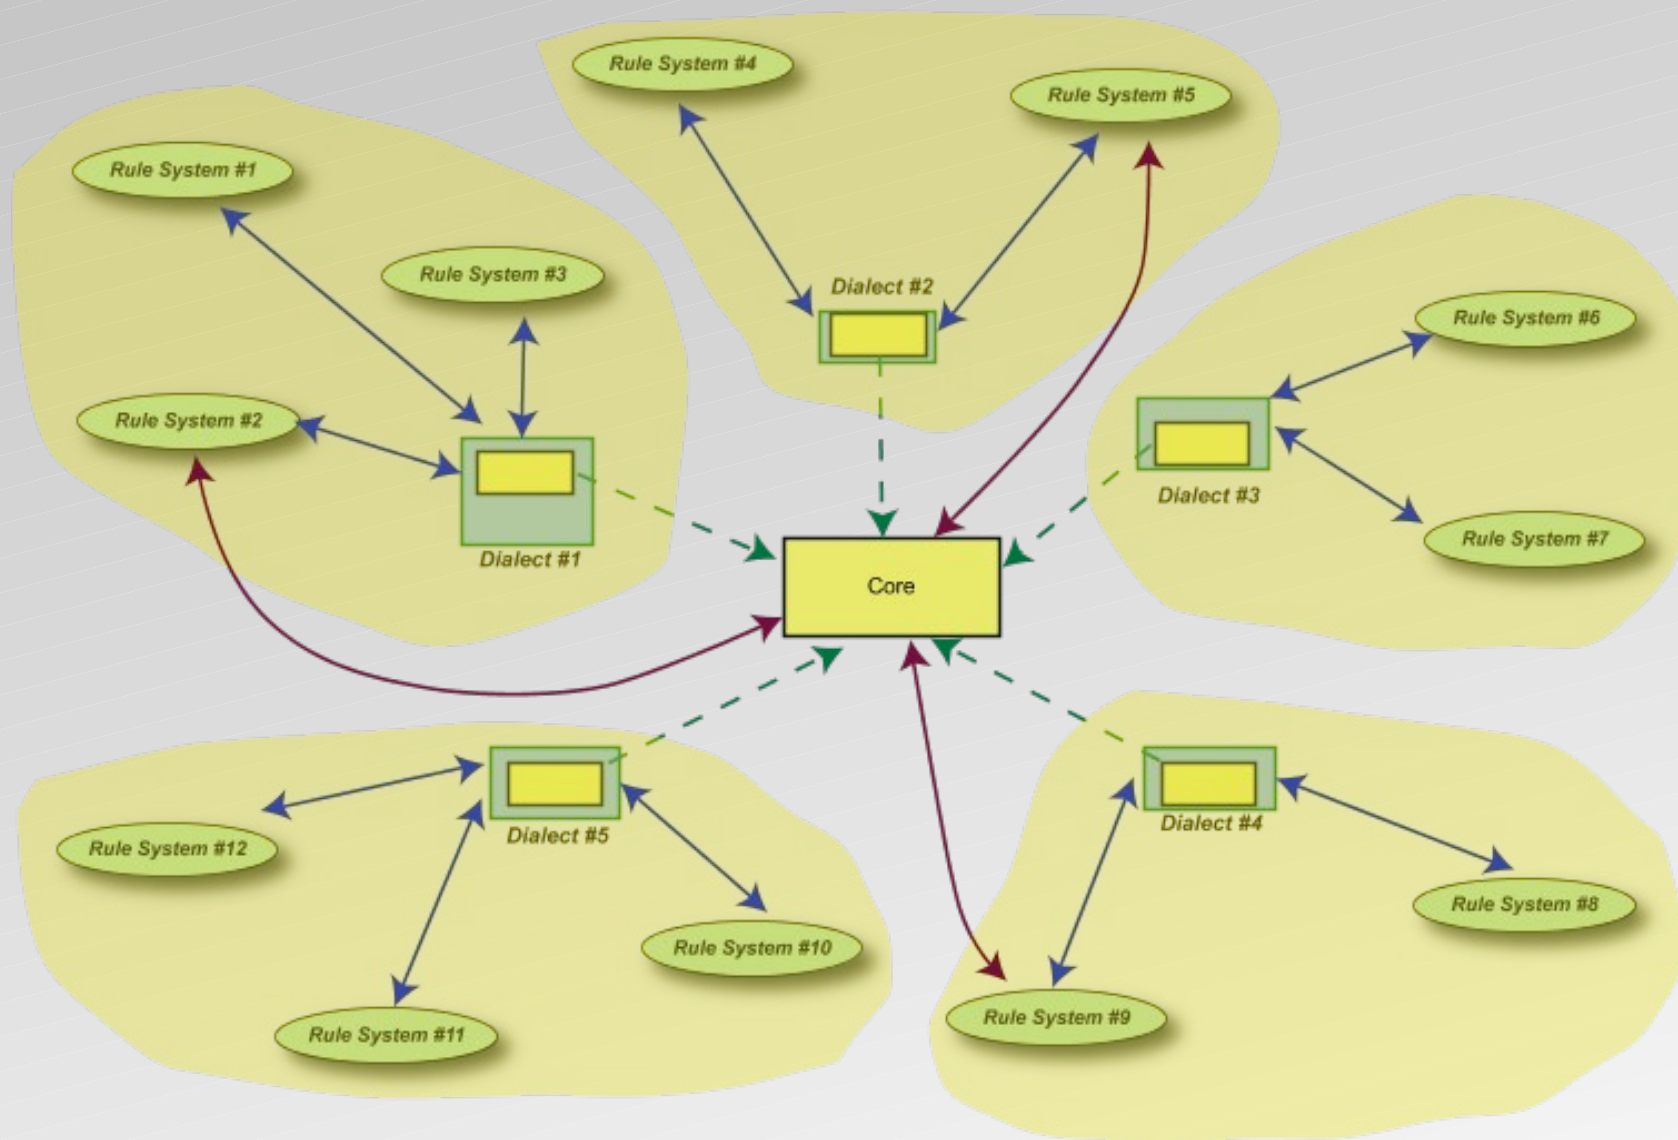 Rule System #4
Rule System #5
Rule System #1
Rule System #3
Dialect #2
Rule System #6
Rule System #2
Dialect #3
Rule System #7
Dialect #1
Core
Dialect #5
Dialect #4
Rule System #12
Rule System #8
Rule System #10
Rule System #9
Rule System #11